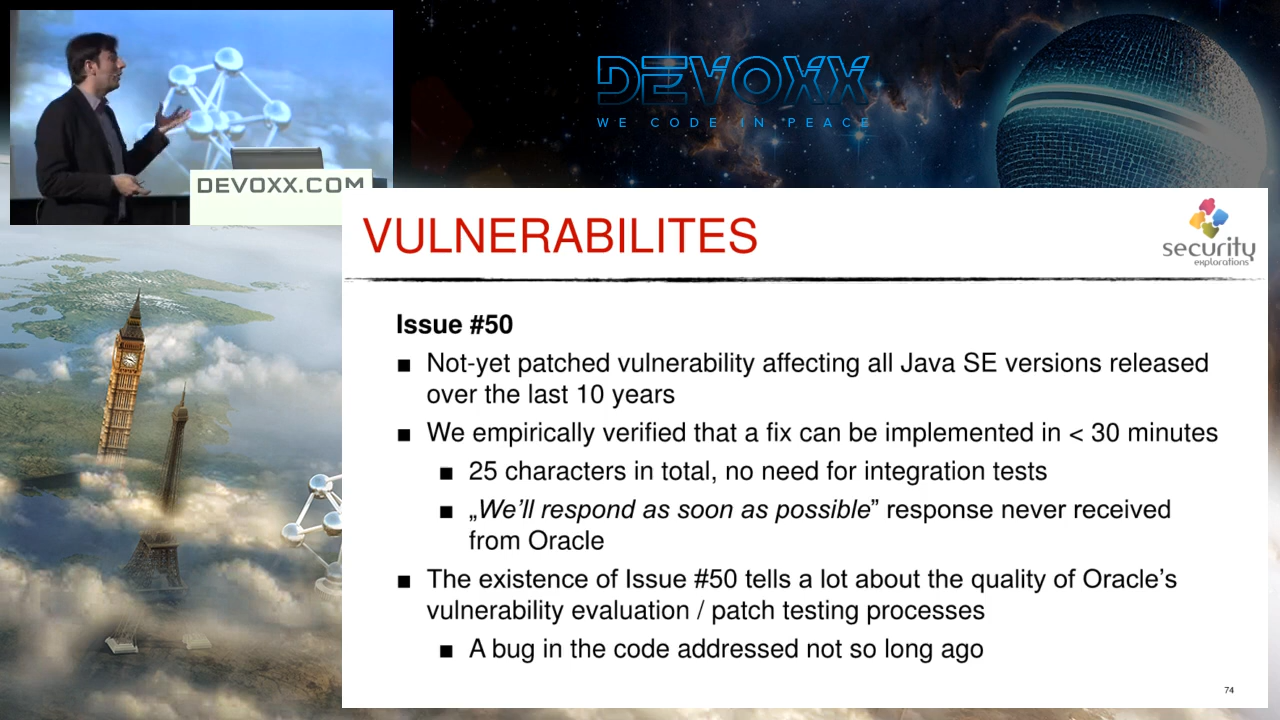 DEVOXX
WE CODE IN PEACE
DEVOXX.COM
VULNERABILITES
security
explorations
Issue #50
■ Not-yet patched vulnerability affecting all Java SE versions released
over the last 10 years
■ We empirically verified that a fix can be implemented in < 30 minutes
■ 25 characters in total, no need for integration tests
■ „We’ll respond as soon as possible” response never received
from Oracle
■ The existence of Issue #50 tells a lot about the quality of Oracle’s
vulnerability evaluation / patch testing processes
■ A bug in the code addressed not so long ago
74